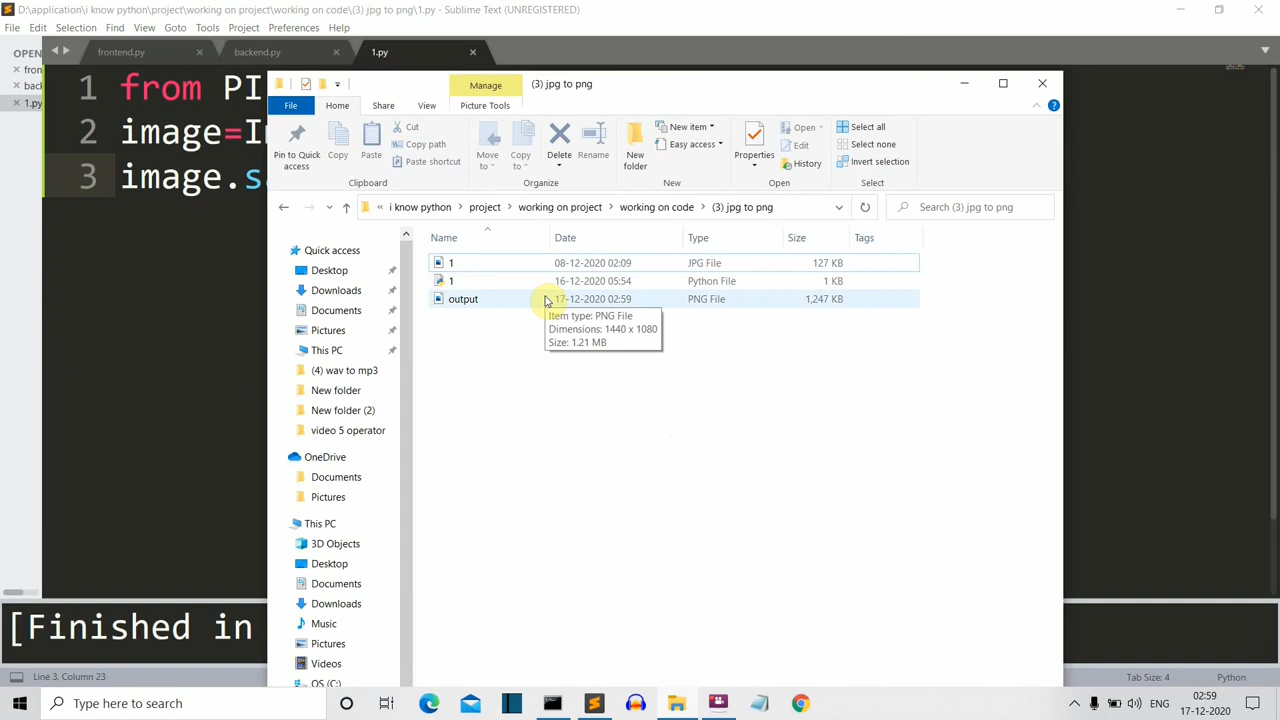 D:\application\i know python\project\working on project\working on code\(3) jpg to png\1.py - Sublime Text (UNREGISTERED)
File Edit Selection Find View Goto Tools Project Preferences Help
OPEN
frontend.py
backend.py
1.py
fron
back
1.py
1 from PI
2 image=I
3 image.s
Manage
(3) jpg to png
File Home Share View Picture Tools
Pin to Quick access
Copy
Paste
Cut
Copy path
Paste shortcut
Move to
Copy to
Delete
Rename
New folder
New item
Easy access
Properties
Open
Edit
History
Select all
Select none
Invert selection
Clipboard Organize New Open Select
« i know python > project > working on project > working on code > (3) jpg to png
Search (3) jpg to png
Name Date Type Size Tags
1 08-12-2020 02:09 JPG File 127 KB
1 16-12-2020 05:54 Python File 1 KB
output 17-12-2020 02:59 PNG File 1,247 KB
Item type: PNG File
Dimensions: 1440 x 1080
Size: 1.21 MB
Quick access
Desktop
Downloads
Documents
Pictures
This PC
(4) wav to mp3
New folder
New folder (2)
video 5 operator
OneDrive
Documents
Pictures
This PC
3D Objects
Desktop
Documents
Downloads
Music
Pictures
Videos
OS (C:)
[Finished in
Line 3, Column 23
Tab Size: 4
Python
Type here to search
ENG
02:59
17-12-2020